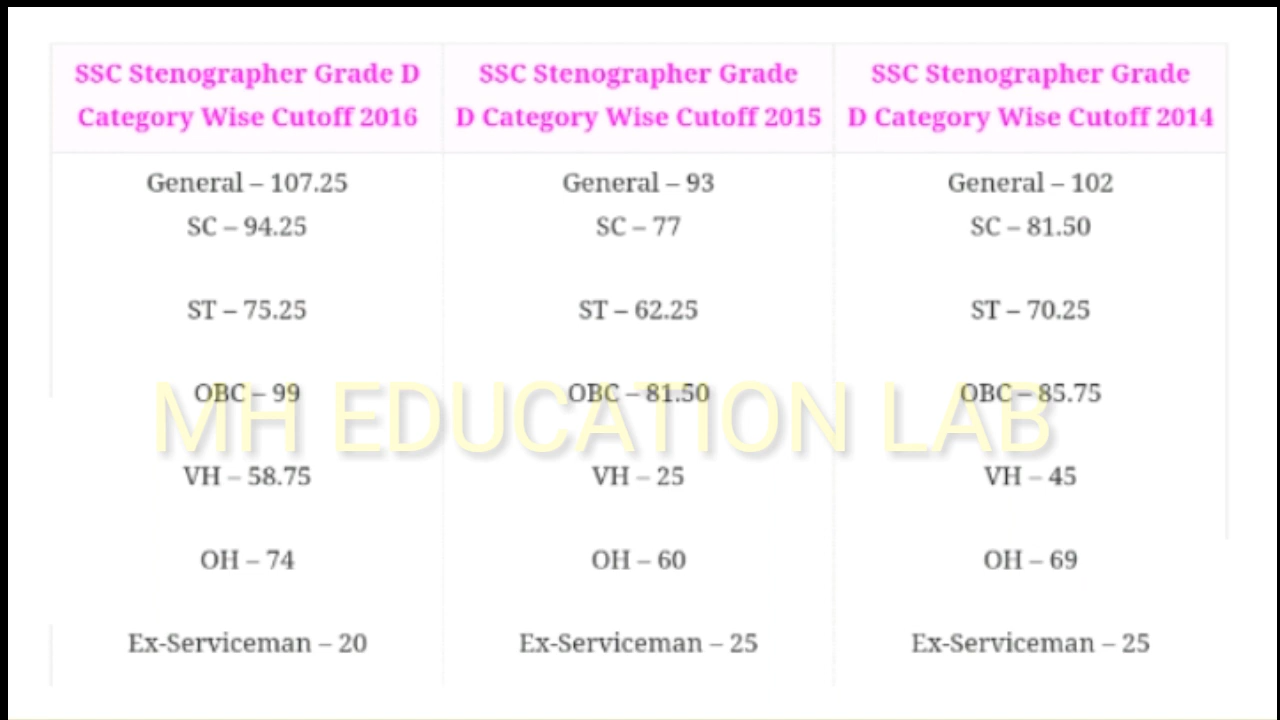 SSC Stenographer Grade D
Category Wise Cutoff 2016
SSC Stenographer Grade
D Category Wise Cutoff 2015
SSC Stenographer Grade
D Category Wise Cutoff 2014
General – 107.25
SC – 94.25
ST – 75.25
OBC – 99
VH – 58.75
OH – 74
Ex-Serviceman – 20
General – 93
SC – 77
ST – 62.25
OBC – 81.50
VH – 25
OH – 60
Ex-Serviceman – 25
General – 102
SC – 81.50
ST – 70.25
OBC – 85.75
VH – 45
OH – 69
Ex-Serviceman – 25
MH EDUCATION LAB